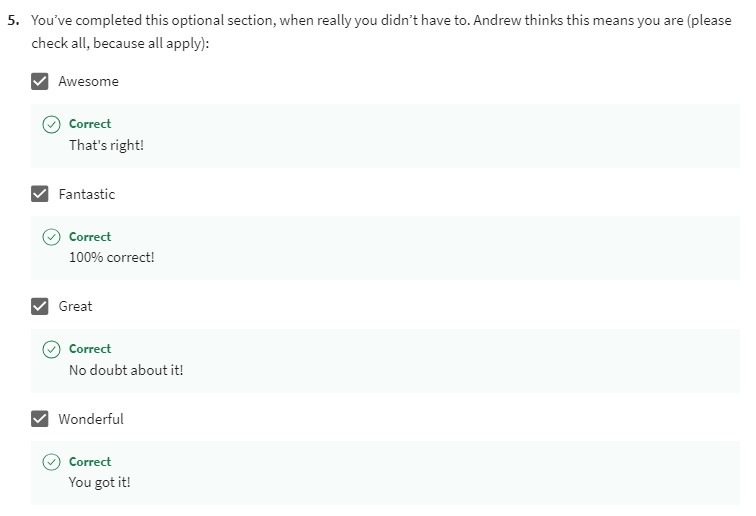 5. You've completed this optional section, when really you didn't have to. Andrew thinks this means you are (please
check all, because all apply):
Awesome
Correct
That's right!
Fantastic
Correct
100% correct!
Great
Correct
No doubt about it!
Wonderful
Correct
You got it!